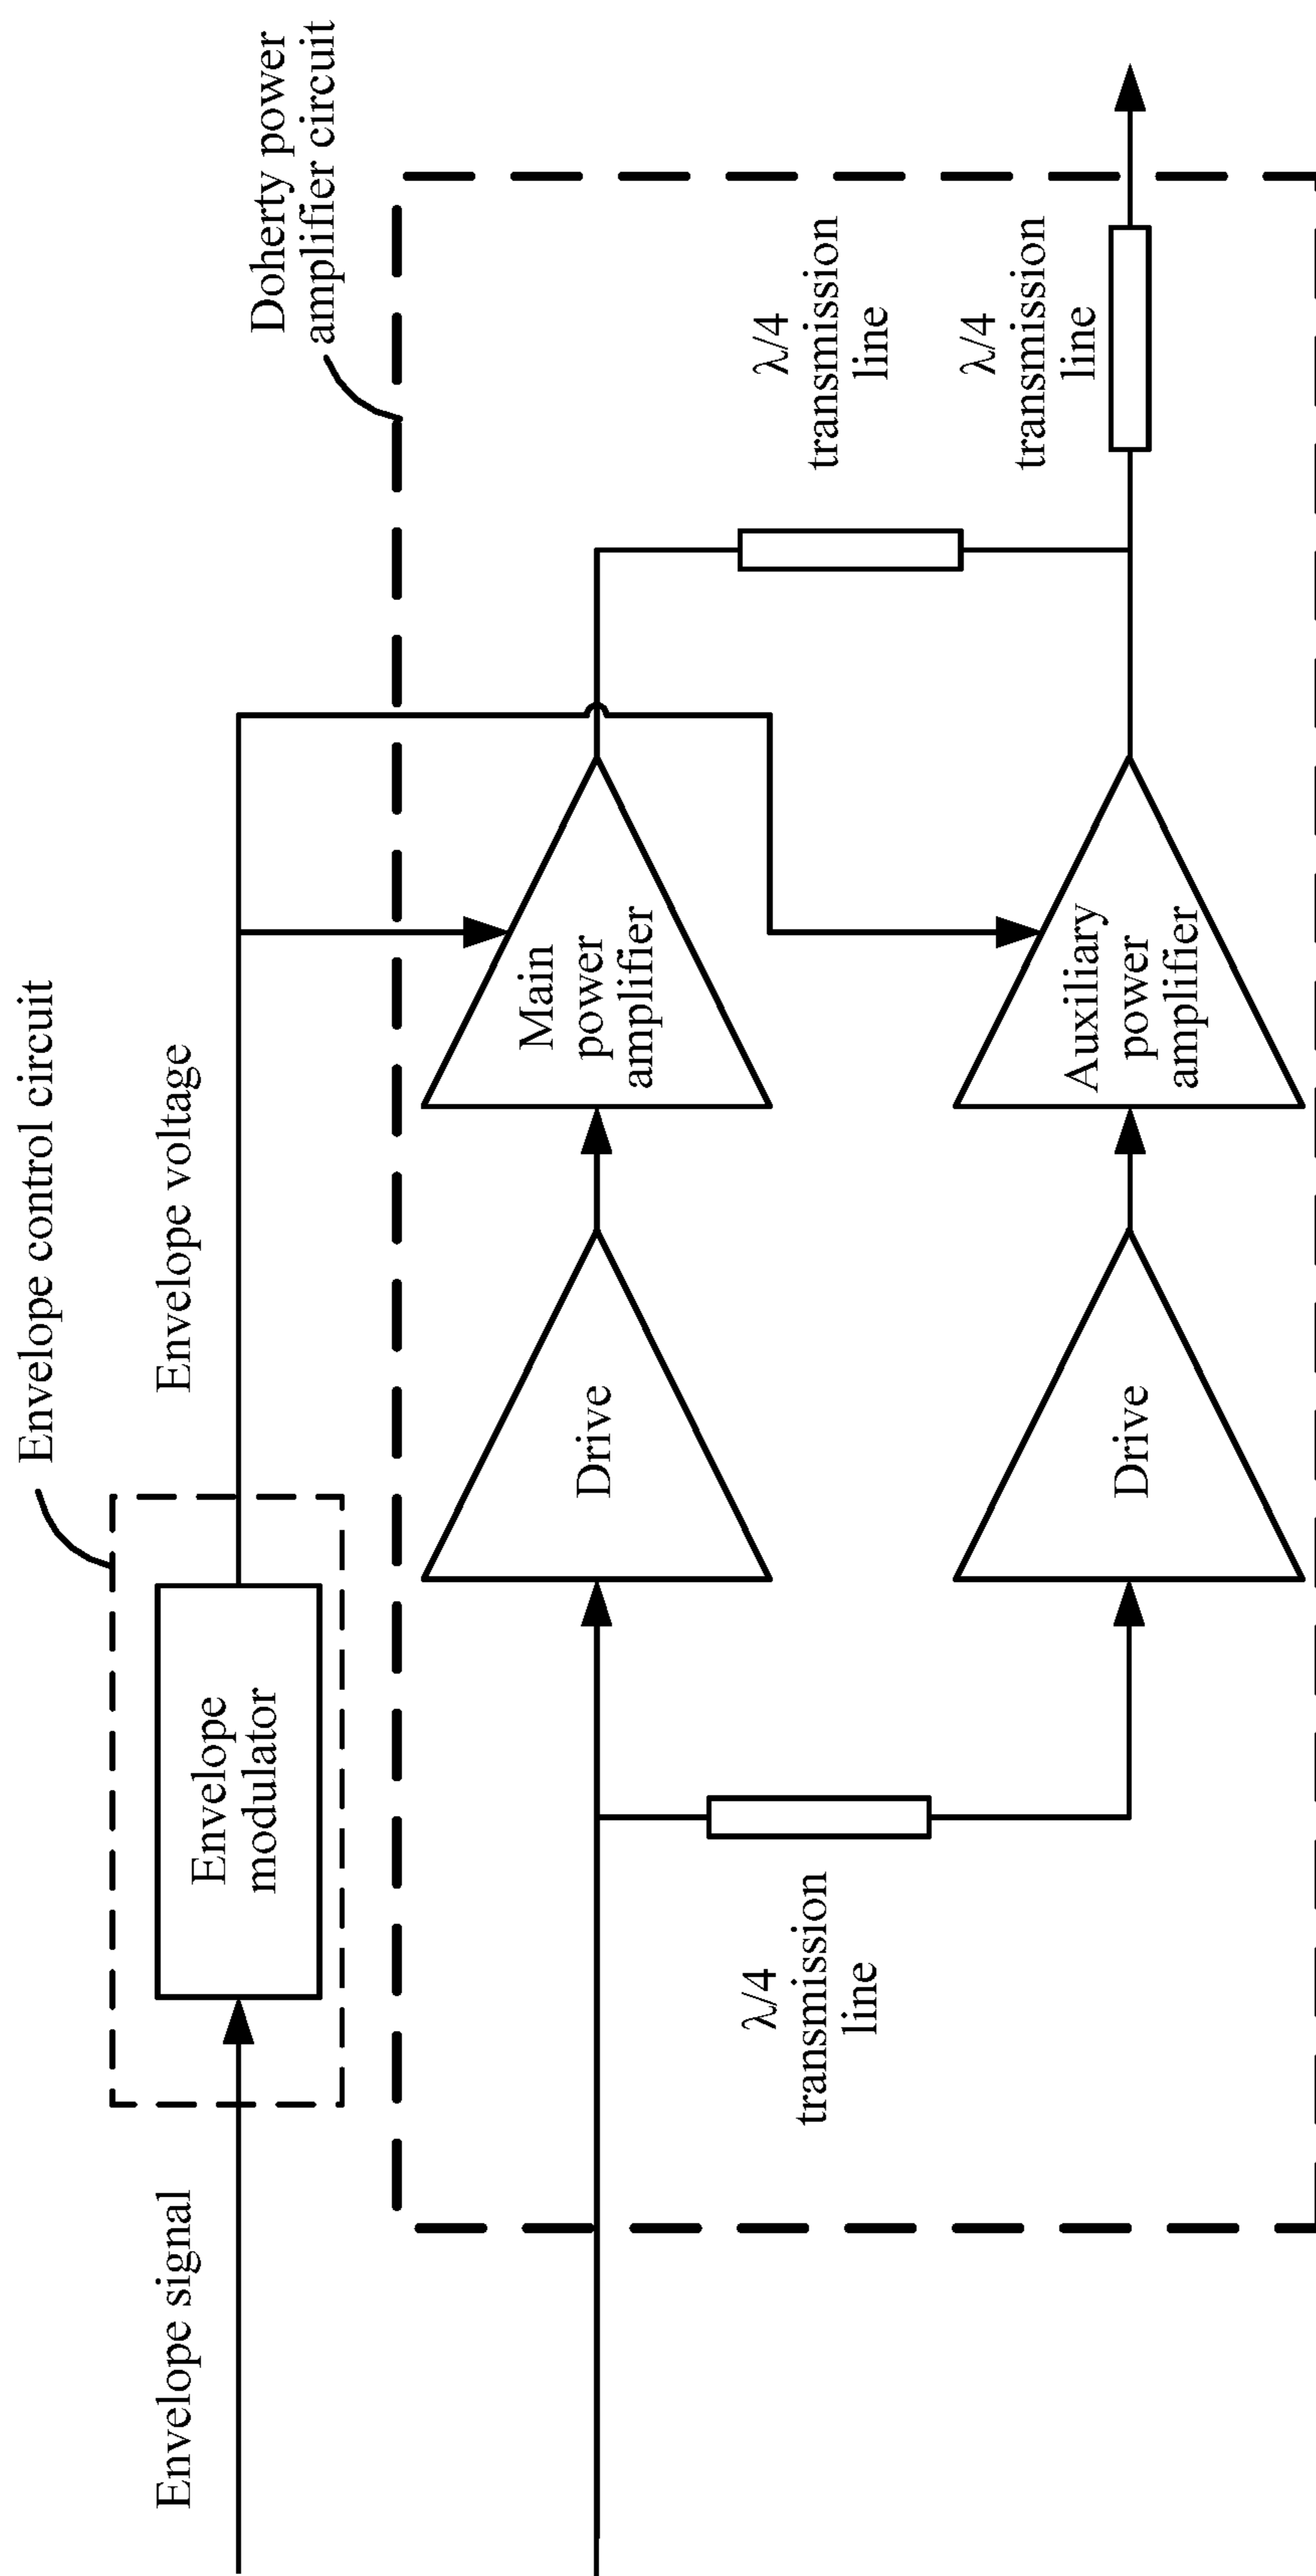 Envelope control circuit
Envelope signal
Envelope
modulator
Envelope voltage
Doherty power
amplifier circuit
λ/4
transmission
line
Drive
Main
power
amplifier
λ/4
transmission
line
Drive
Auxiliary
power
amplifier
λ/4
transmission
line